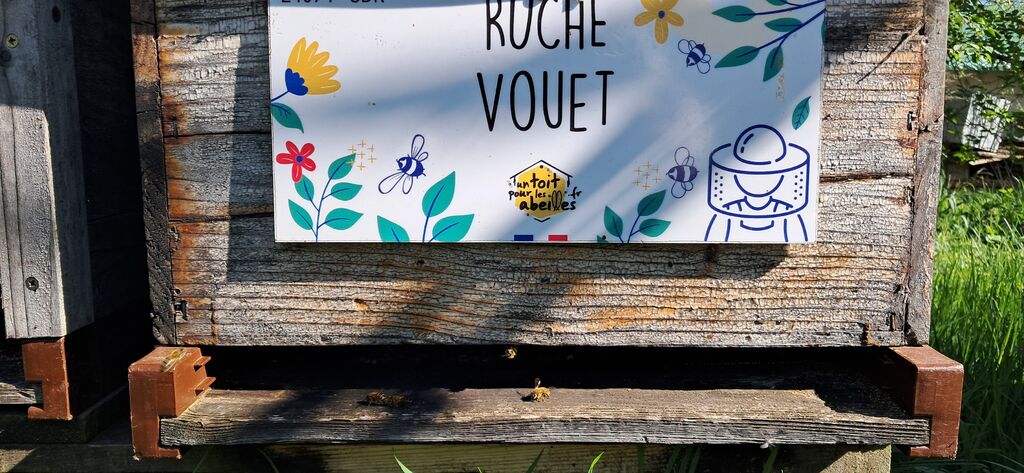 RUCHE
VOUET
un toit
pour les .fr
abeilles